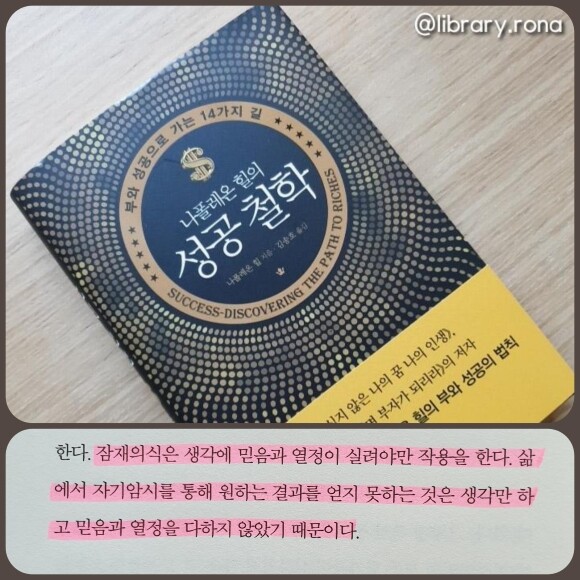 @library.rona
부와 성공으로 가는 14가지 길
$
나폴레온 힐의
성공 철학
나폴레온 힐 지음 · 김송호 옮김
SUCCESS-DISCOVERING THE PATH TO RICHES
않은 나의 꿈 나의 인생》,
부자가 되리라》의 저자
힐의 부와 성공의 법칙
한다. 잠재의식은 생각에 믿음과 열정이 실려야만 작용을 한다. 삶
에서 자기암시를 통해 원하는 결과를 얻지 못하는 것은 생각만 하
고 믿음과 열정을 다하지 않았기 때문이다.